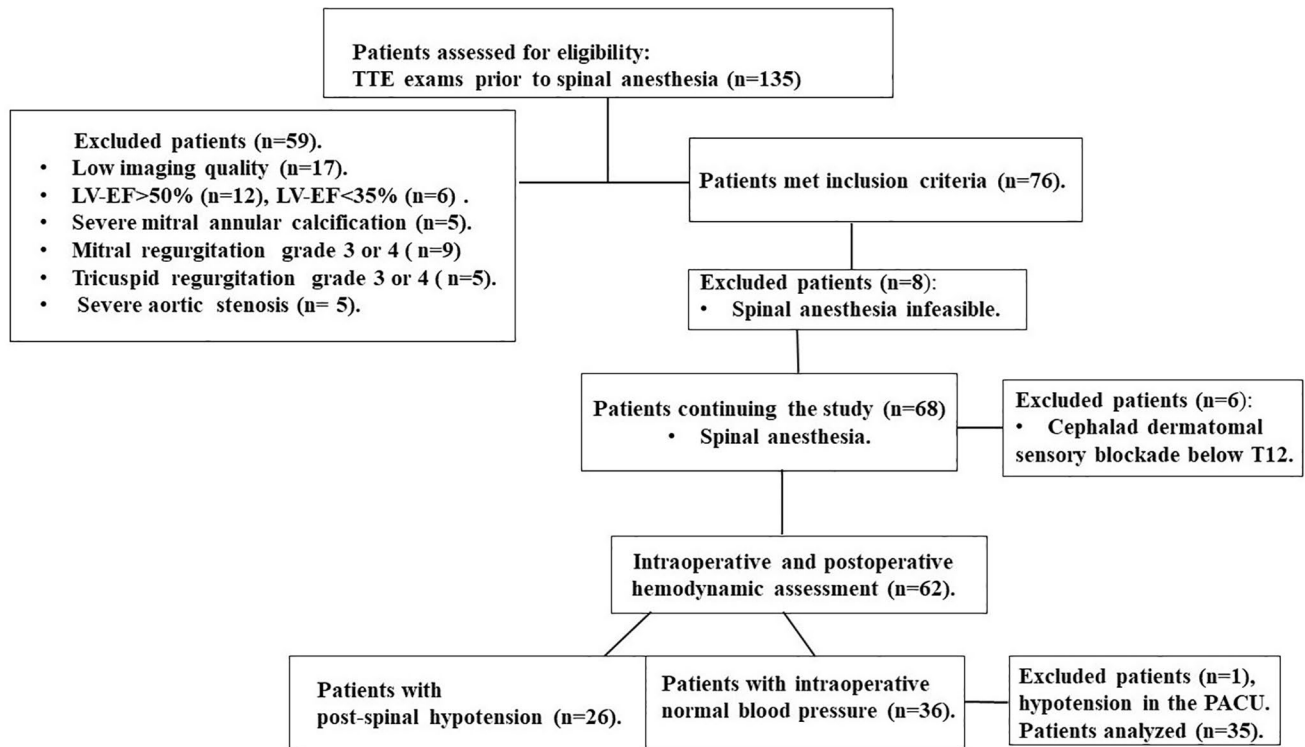 Patients assessed for eligibility:
TTE exams prior to spinal anesthesia (n=135)
Excluded patients (n=59).
• Low imaging quality (n=17).
• LV-EF>50% (n=12), LV-EF<35% (n=6) .
• Severe mitral annular calcification (n=5).
• Mitral regurgitation grade 3 or 4 ( n=9)
• Tricuspid regurgitation grade 3 or 4 ( n=5).
• Severe aortic stenosis (n= 5).
Patients met inclusion criteria (n=76).
Excluded patients (n=8):
• Spinal anesthesia infeasible.
Patients continuing the study (n=68)
• Spinal anesthesia.
Excluded patients (n=6):
• Cephalad dermatomal
sensory blockade below T12.
Intraoperative and postoperative
hemodynamic assessment (n=62).
Patients with
post-spinal hypotension (n=26).
Patients with intraoperative
normal blood pressure (n=36).
Excluded patients (n=1),
hypotension in the PACU.
Patients analyzed (n=35).